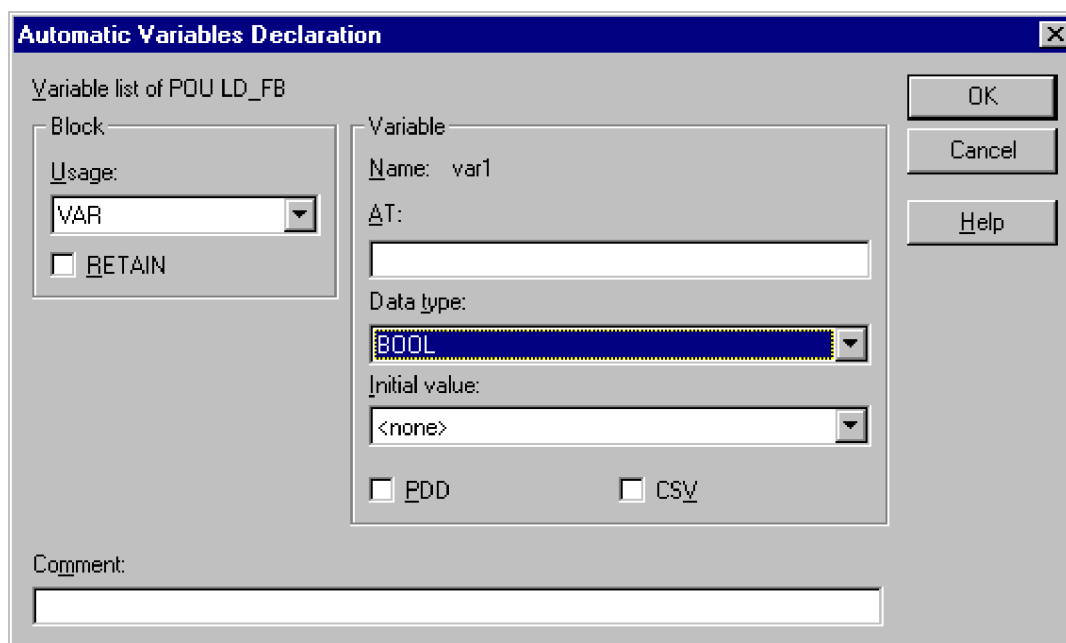 Automatic Variables Declaration
Variable list of POU LD_FB
Block
Usage:
VAR
RETAIN
Variable
Name: var1
AT:
Data type:
BOOL
Initial value:
<none>
PDD CSV
OK
Cancel
Help
Comment: